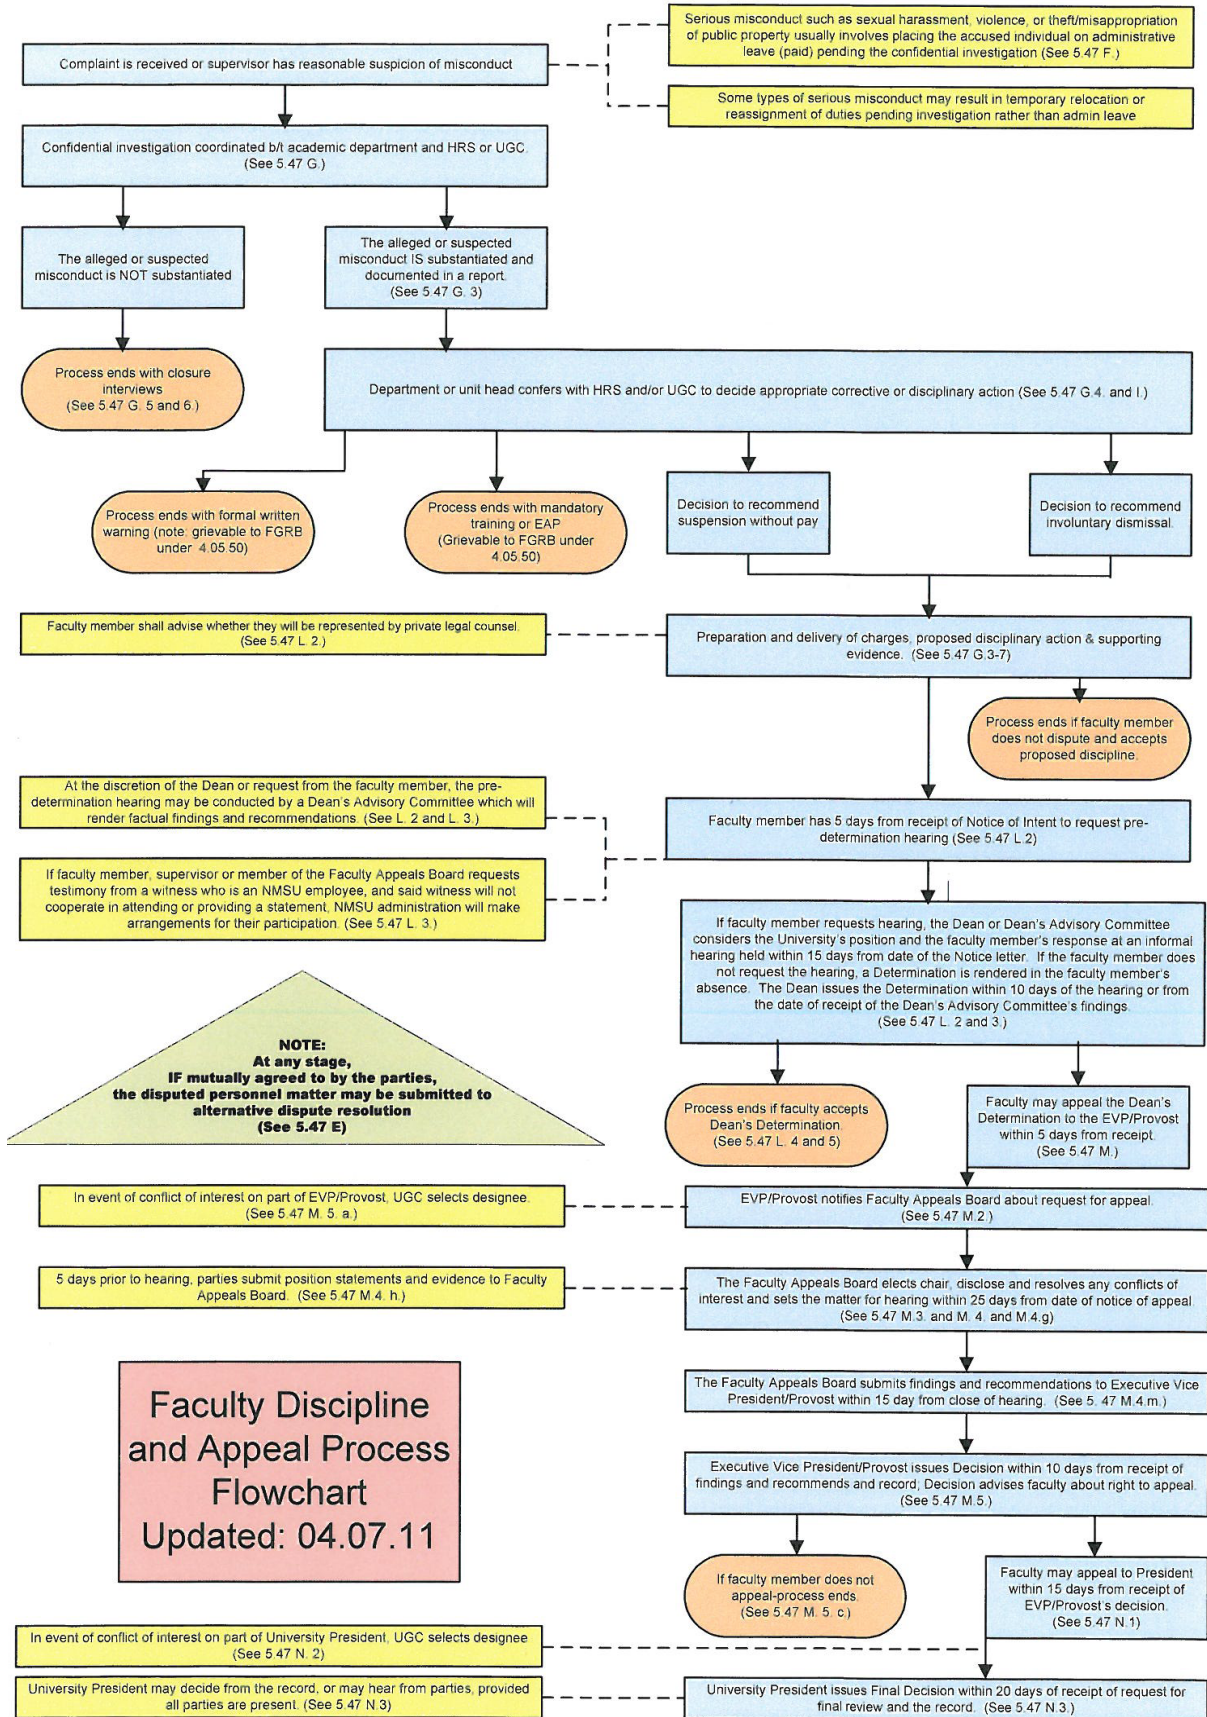 Serious misconduct such as sexual harassment, violence, or theft/misappropriation
of public property usually involves placing the accused individual on administrative
leave (paid) pending the confidential investigation (See 5.47 F.)
Complaint is received or supervisor has reasonable suspicion of misconduct
Some types of serious misconduct may result in temporary relocation or
reassignment of duties pending investigation rather than admin leave
Confidential investigation coordinated b/t academic department and HRS or UGC.
(See 5.47 G.)
The alleged or suspected
misconduct is NOT substantiated
The alleged or suspected
misconduct IS substantiated and
documented in a report.
(See 5.47 G. 3)
Process ends with closure
interviews
(See 5.47 G. 5 and 6.)
Department or unit head confers with HRS and/or UGC to decide appropriate corrective or disciplinary action (See 5.47 G.4. and I.)
Process ends with formal written
warning (note: grievable to FGRB
under 4.05.50)
Process ends with mandatory
training or EAP
(Grievable to FGRB under
4.05.50)
Decision to recommend
suspension without pay
Decision to recommend
involuntary dismissal.
Faculty member shall advise whether they will be represented by private legal counsel.
(See 5.47 L. 2.)
Preparation and delivery of charges, proposed disciplinary action & supporting
evidence. (See 5.47 G.3-7)
Process ends if faculty member
does not dispute and accepts
proposed discipline.
At the discretion of the Dean or request from the faculty member, the pre-
determination hearing may be conducted by a Dean's Advisory Committee which will
render factual findings and recommendations. (See L. 2 and L. 3.)
Faculty member has 5 days from receipt of Notice of Intent to request pre-
determination hearing (See 5.47 L.2)
If faculty member, supervisor or member of the Faculty Appeals Board requests
testimony from a witness who is an NMSU employee, and said witness will not
cooperate in attending or providing a statement, NMSU administration will make
arrangements for their participation. (See 5.47 L. 3.)
If faculty member requests hearing, the Dean or Dean's Advisory Committee
considers the University's position and the faculty member's response at an informal
hearing held within 15 days from date of the Notice letter. If the faculty member does
not request the hearing, a Determination is rendered in the faculty member's
absence. The Dean issues the Determination within 10 days of the hearing or from
the date of receipt of the Dean's Advisory Committee's findings.
(See 5.47 L. 2 and 3.)
NOTE:
At any stage,
IF mutually agreed to by the parties,
the disputed personnel matter may be submitted to
alternative dispute resolution
(See 5.47 E)
Process ends if faculty accepts
Dean's Determination.
(See 5.47 L. 4 and 5)
Faculty may appeal the Dean's
Determination to the EVP/Provost
within 5 days from receipt.
(See 5.47 M.)
In event of conflict of interest on part of EVP/Provost, UGC selects designee.
(See 5.47 M. 5. a.)
EVP/Provost notifies Faculty Appeals Board about request for appeal.
(See 5.47 M.2.)
5 days prior to hearing, parties submit position statements and evidence to Faculty
Appeals Board. (See 5.47 M.4. h.)
The Faculty Appeals Board elects chair, disclose and resolves any conflicts of
interest and sets the matter for hearing within 25 days from date of notice of appeal.
(See 5.47 M.3. and M. 4. and M.4.g)
The Faculty Appeals Board submits findings and recommendations to Executive Vice
President/Provost within 15 day from close of hearing. (See 5. 47 M.4.m.)
Faculty Discipline
and Appeal Process
Flowchart
Updated: 04.07.11
Executive Vice President/Provost issues Decision within 10 days from receipt of
findings and recommends and record; Decision advises faculty about right to appeal.
(See 5.47 M.5.)
If faculty member does not
appeal-process ends.
(See 5.47 M. 5. c.)
Faculty may appeal to President
within 15 days from receipt of
EVP/Provost's decision.
(See 5.47 N.1)
In event of conflict of interest on part of University President, UGC selects designee
(See 5.47 N. 2)
University President may decide from the record, or may hear from parties, provided
all parties are present. (See 5.47 N.3)
University President issues Final Decision within 20 days of receipt of request for
final review and the record. (See 5.47 N.3.)